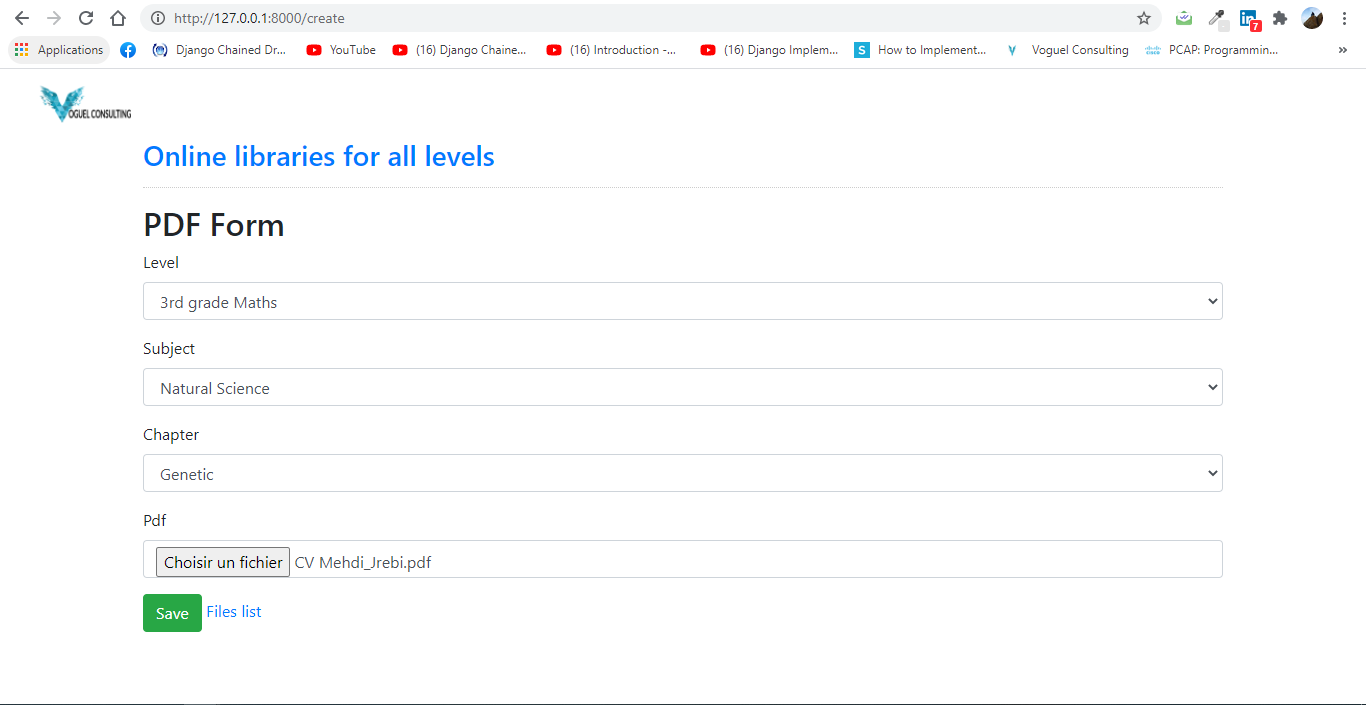 http://127.0.0.1:8000/create
7
Applications Django Chained Dr... YouTube (16) Django Chaine... (16) Introduction -... (16) Django Implem... S How to Implement... V Voguel Consulting cisco PCAP: Programmin... »
VOGUEL CONSULTING
Online libraries for all levels
PDF Form
Level
3rd grade Maths
Subject
Natural Science
Chapter
Genetic
Pdf
Choisir un fichier CV Mehdi_Jrebi.pdf
Save Files list